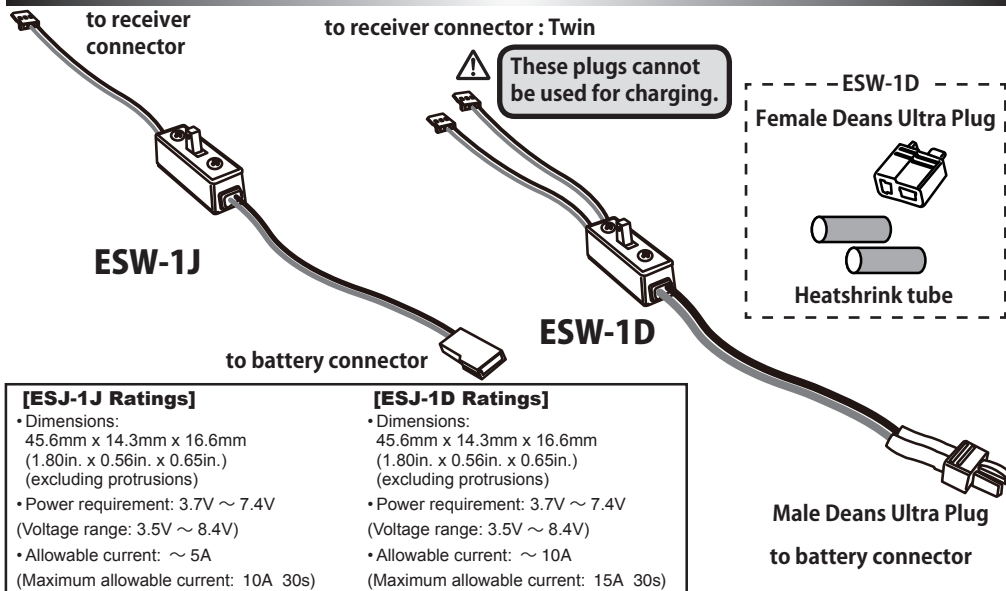 to receiver
connector
to receiver connector : Twin
These plugs cannot
be used for charging.
ESW-1D
Female Deans Ultra Plug
Heatshrink tube
ESW-1J
ESW-1D
to battery connector
Male Deans Ultra Plug
to battery connector
[ESJ-1J Ratings]
• Dimensions:
45.6mm x 14.3mm x 16.6mm
(1.80in. x 0.56in. x 0.65in.)
(excluding protrusions)
• Power requirement: 3.7V ～ 7.4V
(Voltage range: 3.5V ～ 8.4V)
• Allowable current: ～ 5A
(Maximum allowable current: 10A 30s)
[ESJ-1D Ratings]
• Dimensions:
45.6mm x 14.3mm x 16.6mm
(1.80in. x 0.56in. x 0.65in.)
(excluding protrusions)
• Power requirement: 3.7V ～ 7.4V
(Voltage range: 3.5V ～ 8.4V)
• Allowable current: ～ 10A
(Maximum allowable current: 15A 30s)